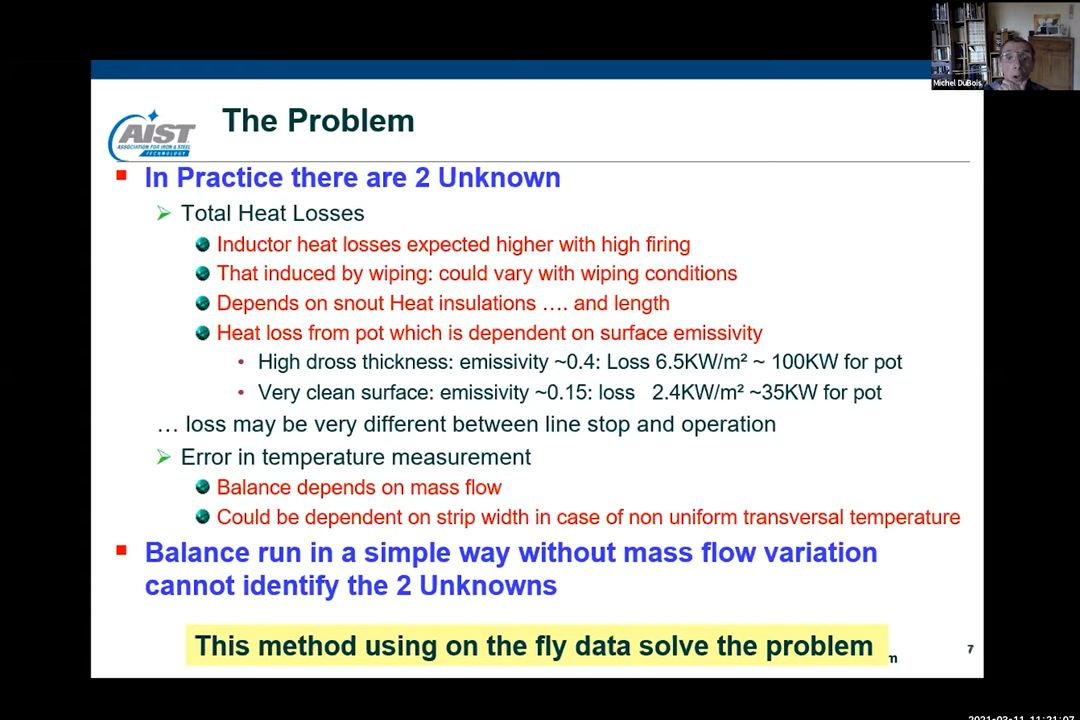 Michel DuBois
AIST
ASSOCIATION FOR IRON & STEEL
TECHNOLOGY
The Problem
In Practice there are 2 Unknown
Total Heat Losses
Inductor heat losses expected higher with high firing
That induced by wiping: could vary with wiping conditions
Depends on snout Heat insulations .... and length
Heat loss from pot which is dependent on surface emissivity
• High dross thickness: emissivity ~0.4: Loss 6.5KW/m² ~ 100KW for pot
• Very clean surface: emissivity ~0.15: loss 2.4KW/m² ~35KW for pot
... loss may be very different between line stop and operation
Error in temperature measurement
Balance depends on mass flow
Could be dependent on strip width in case of non uniform transversal temperature
Balance run in a simple way without mass flow variation
cannot identify the 2 Unknowns
This method using on the fly data solve the problem
m
7
2021-03-11 11:21:07